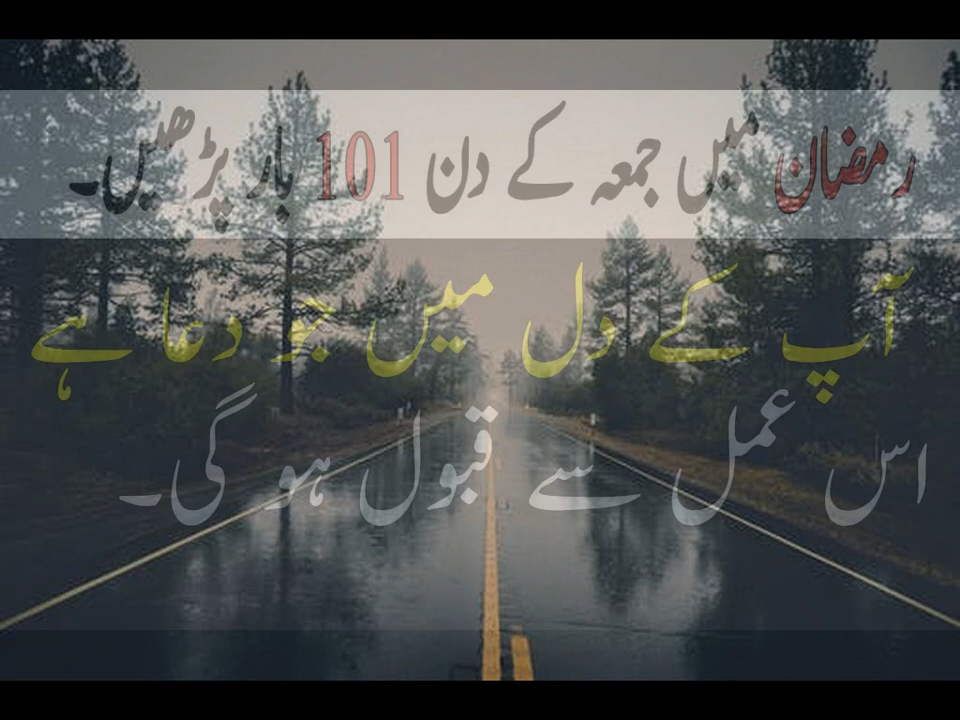 رمضان میں جمعہ کے دن 101 بار پڑھیں۔
آپ کے دل میں جو دعا ہے
اس عمل سے قبول ہو گی۔